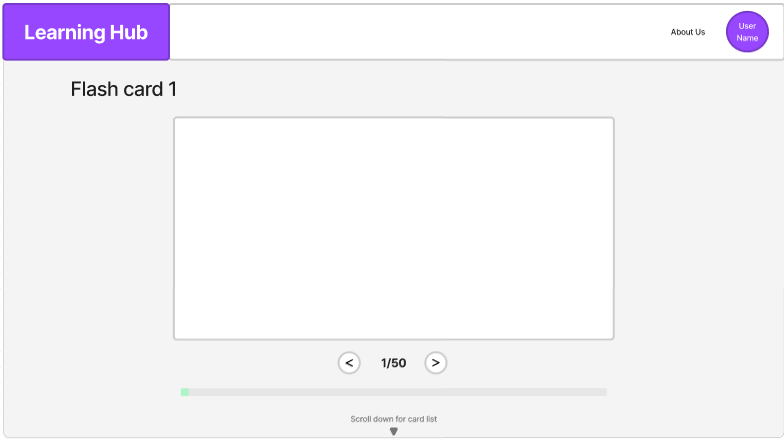 Learning Hub
About Us
User
Name
Flash card 1
<
1/50
>
Scroll down for card list